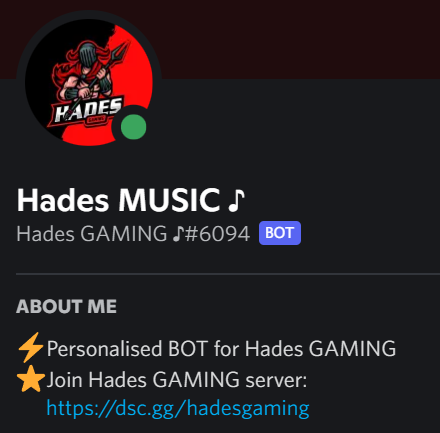 HADES
Hades MUSIC ♪
Hades GAMING ♪#6094 BOT
ABOUT ME
⚡Personalised BOT for Hades GAMING
⭐Join Hades GAMING server:
https://dsc.gg/hadesgaming